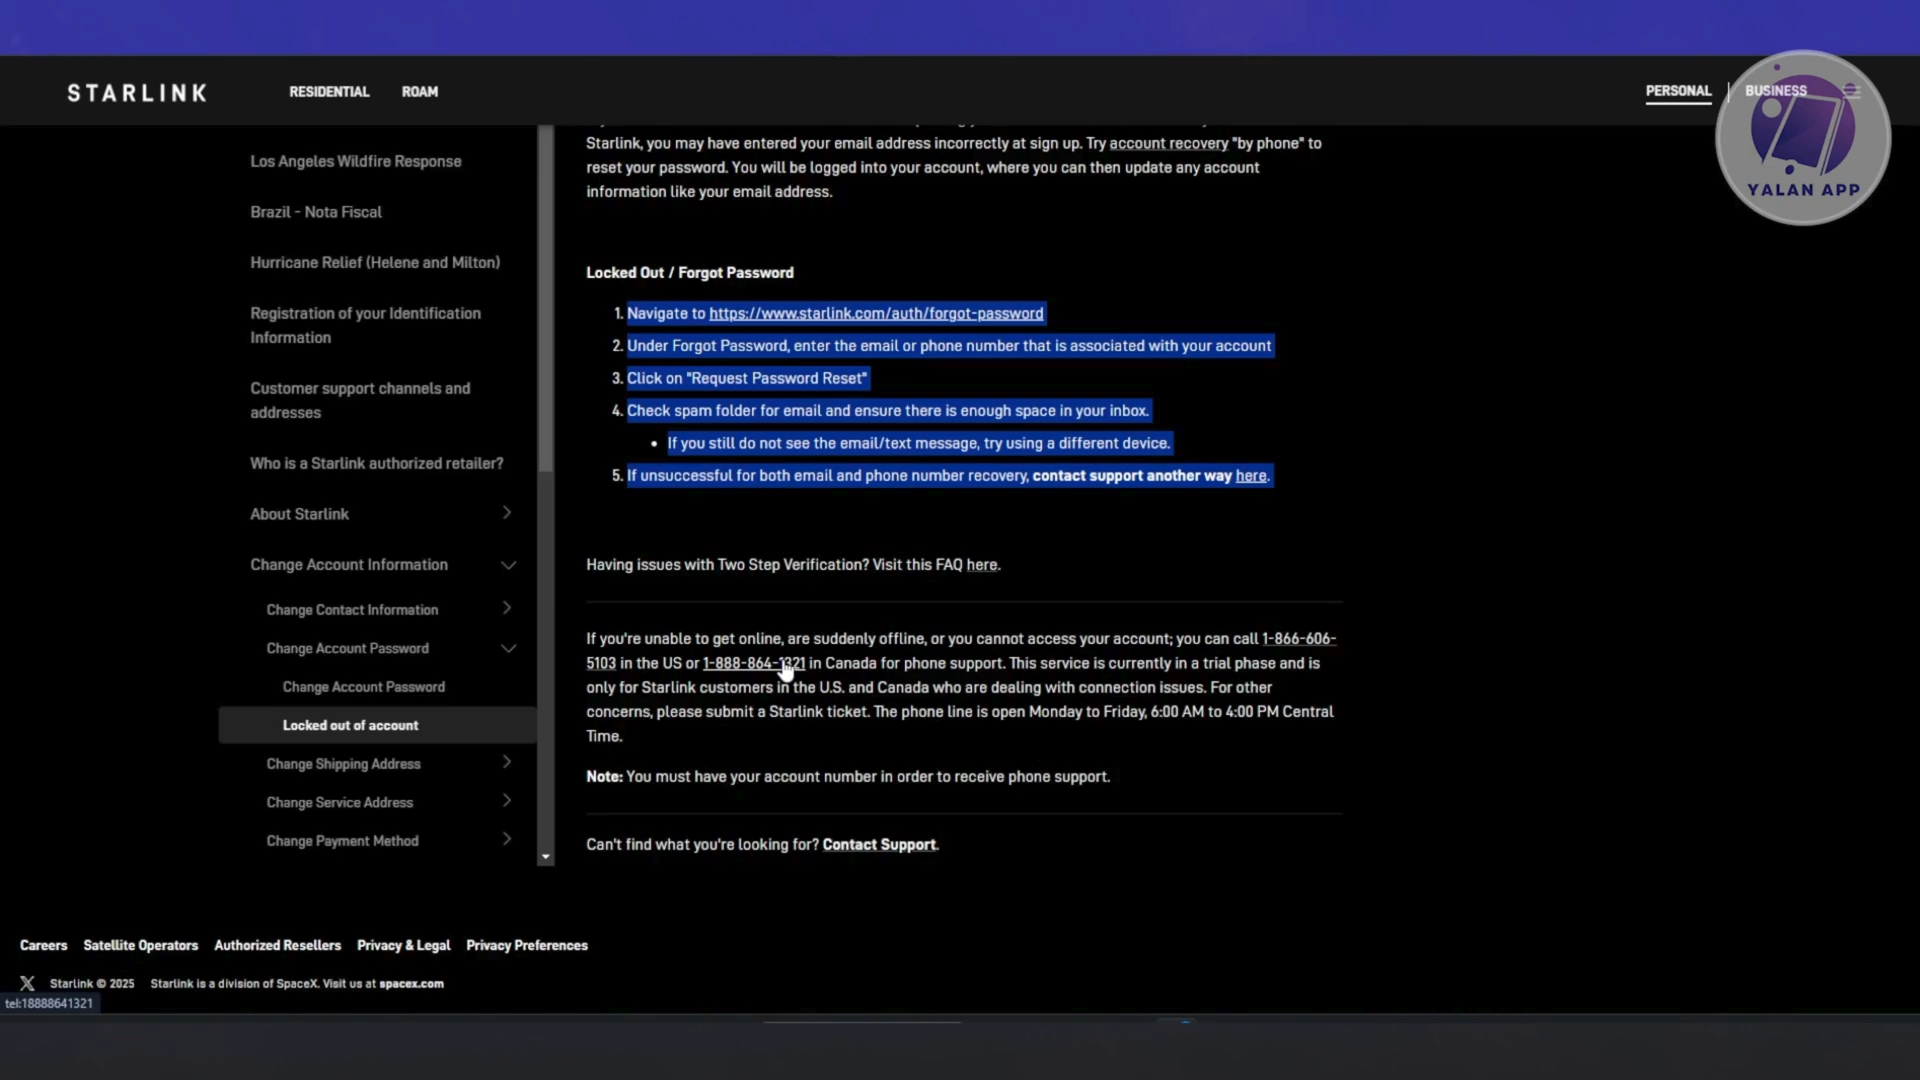 STARLINK
RESIDENTIAL
ROAM
PERSONAL
BUSINESS
YALAN APP
Los Angeles Wildfire Response
Brazil - Nota Fiscal
Hurricane Relief (Helene and Milton)
Registration of your Identification
Information
Customer support channels and
addresses
Who is a Starlink authorized retailer?
About Starlink
Change Account Information
Change Contact Information
Change Account Password
Change Account Password
Locked out of account
Change Shipping Address
Change Service Address
Change Payment Method
Starlink, you may have entered your email address incorrectly at sign up. Try account recovery "by phone" to
reset your password. You will be logged into your account, where you can then update any account
information like your email address.
Locked Out / Forgot Password
1. Navigate to https://www.starlink.com/auth/forgot-password
2. Under Forgot Password, enter the email or phone number that is associated with your account
3. Click on "Request Password Reset"
4. Check spam folder for email and ensure there is enough space in your inbox.
• If you still do not see the email/text message, try using a different device.
5. If unsuccessful for both email and phone number recovery, contact support another way here.
Having issues with Two Step Verification? Visit this FAQ here.
If you're unable to get online, are suddenly offline, or you cannot access your account; you can call 1-866-606-
5103 in the US or 1-888-864-1321 in Canada for phone support. This service is currently in a trial phase and is
only for Starlink customers in the U.S. and Canada who are dealing with connection issues. For other
concerns, please submit a Starlink ticket. The phone line is open Monday to Friday, 6:00 AM to 4:00 PM Central
Time.
Note: You must have your account number in order to receive phone support.
Can't find what you're looking for? Contact Support.
Careers
Satellite Operators
Authorized Resellers
Privacy & Legal
Privacy Preferences
Starlink © 2025
Starlink is a division of SpaceX. Visit us at spacex.com
tel:18888641321